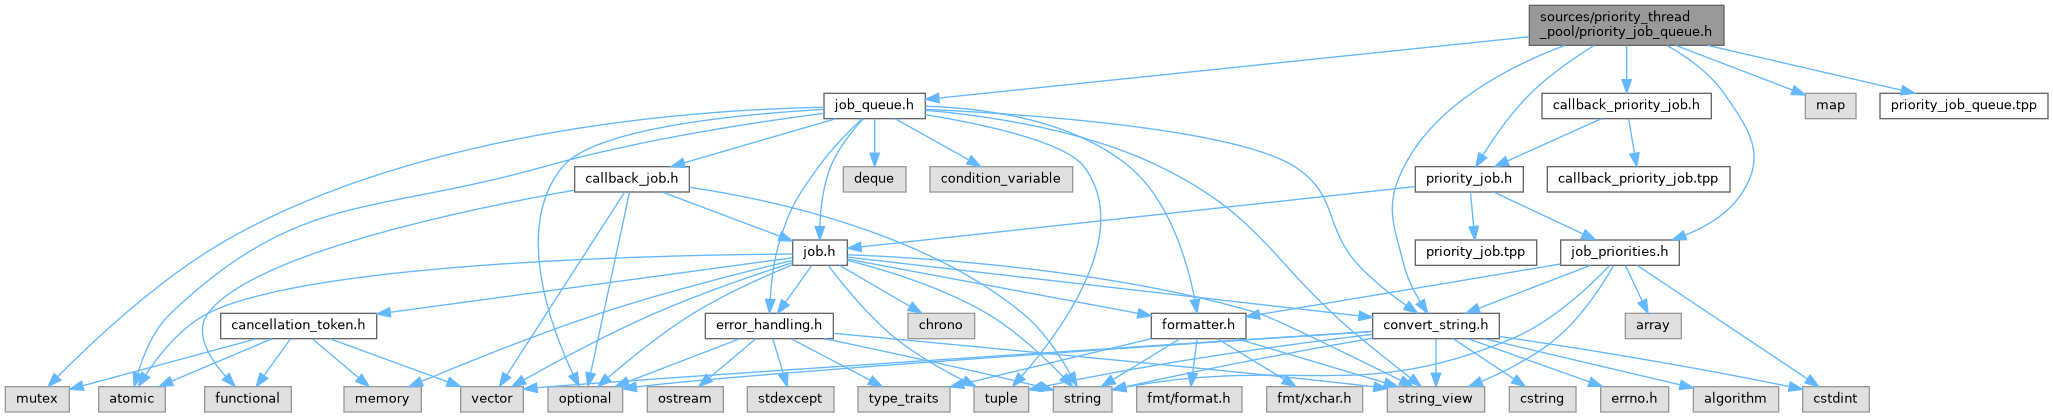 sources/priority_thread
_pool/priority_job_queue.h
job_queue.h
callback_priority_job.h
map
priority_job_queue.tpp
callback_job.h
deque
condition_variable
priority_job.h
callback_priority_job.tpp
job.h
priority_job.tpp
job_priorities.h
cancellation_token.h
error_handling.h
chrono
formatter.h
convert_string.h
array
mutex
atomic
functional
memory
vector
optional
ostream
stdexcept
type_traits
tuple
string
fmt/format.h
fmt/xchar.h
string_view
cstring
errno.h
algorithm
cstdint